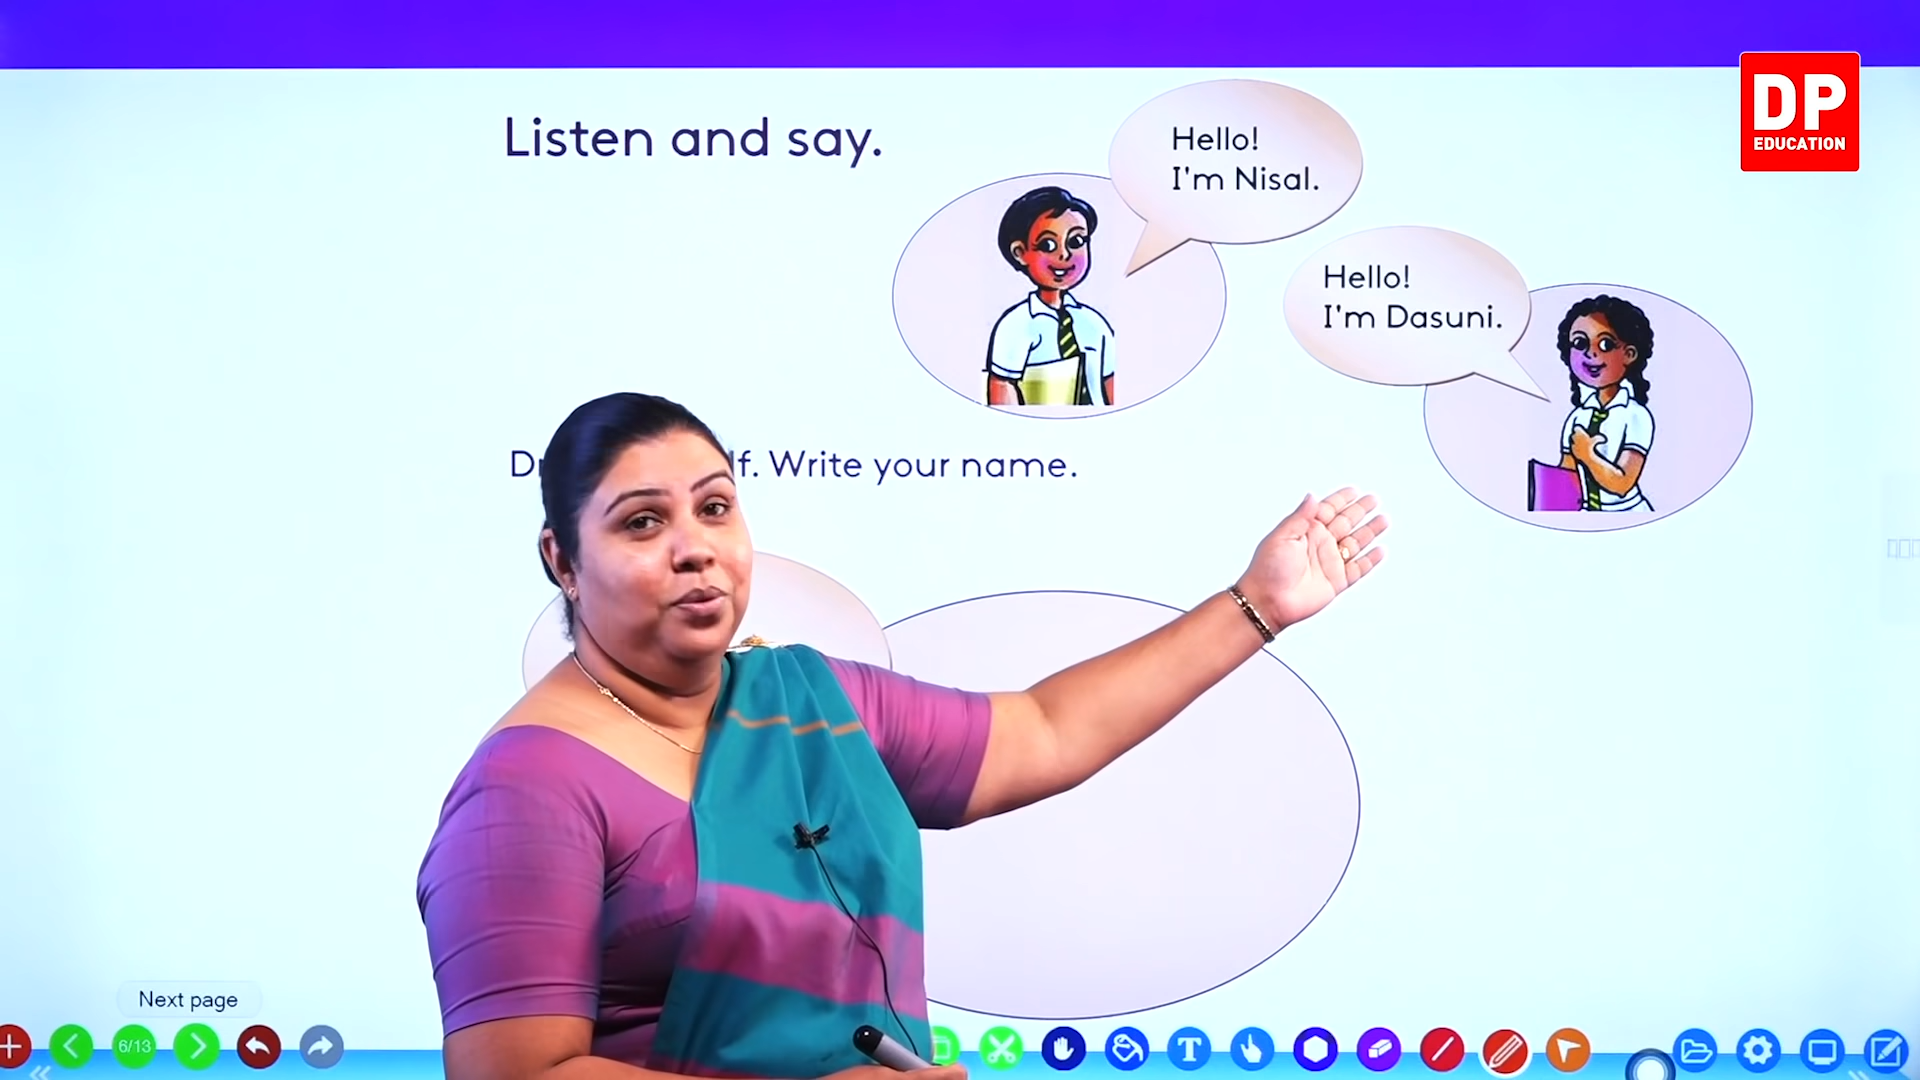 Listen and say.
Hello!
I'm Nisal.
Hello!
I'm Dasuni.
DP
EDUCATION
Write your name.
Next page
6/13
T